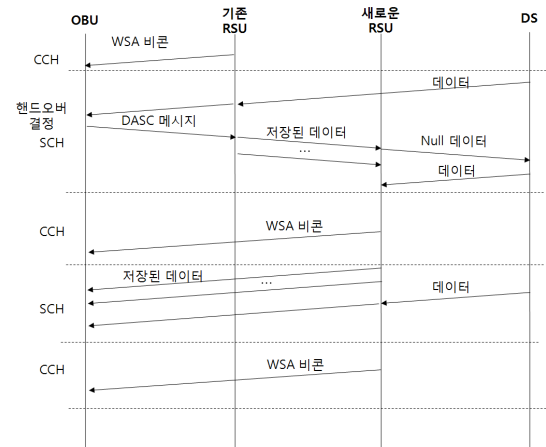 OBU
기존
RSU
새로운
RSU
DS
WSA 비콘
CCH
데이터
핸드오버
결정
DASC 메시지
SCH
저장된 데이터
Null 데이터
...
데이터
CCH
WSA 비콘
저장된 데이터
...
데이터
SCH
CCH
WSA 비콘